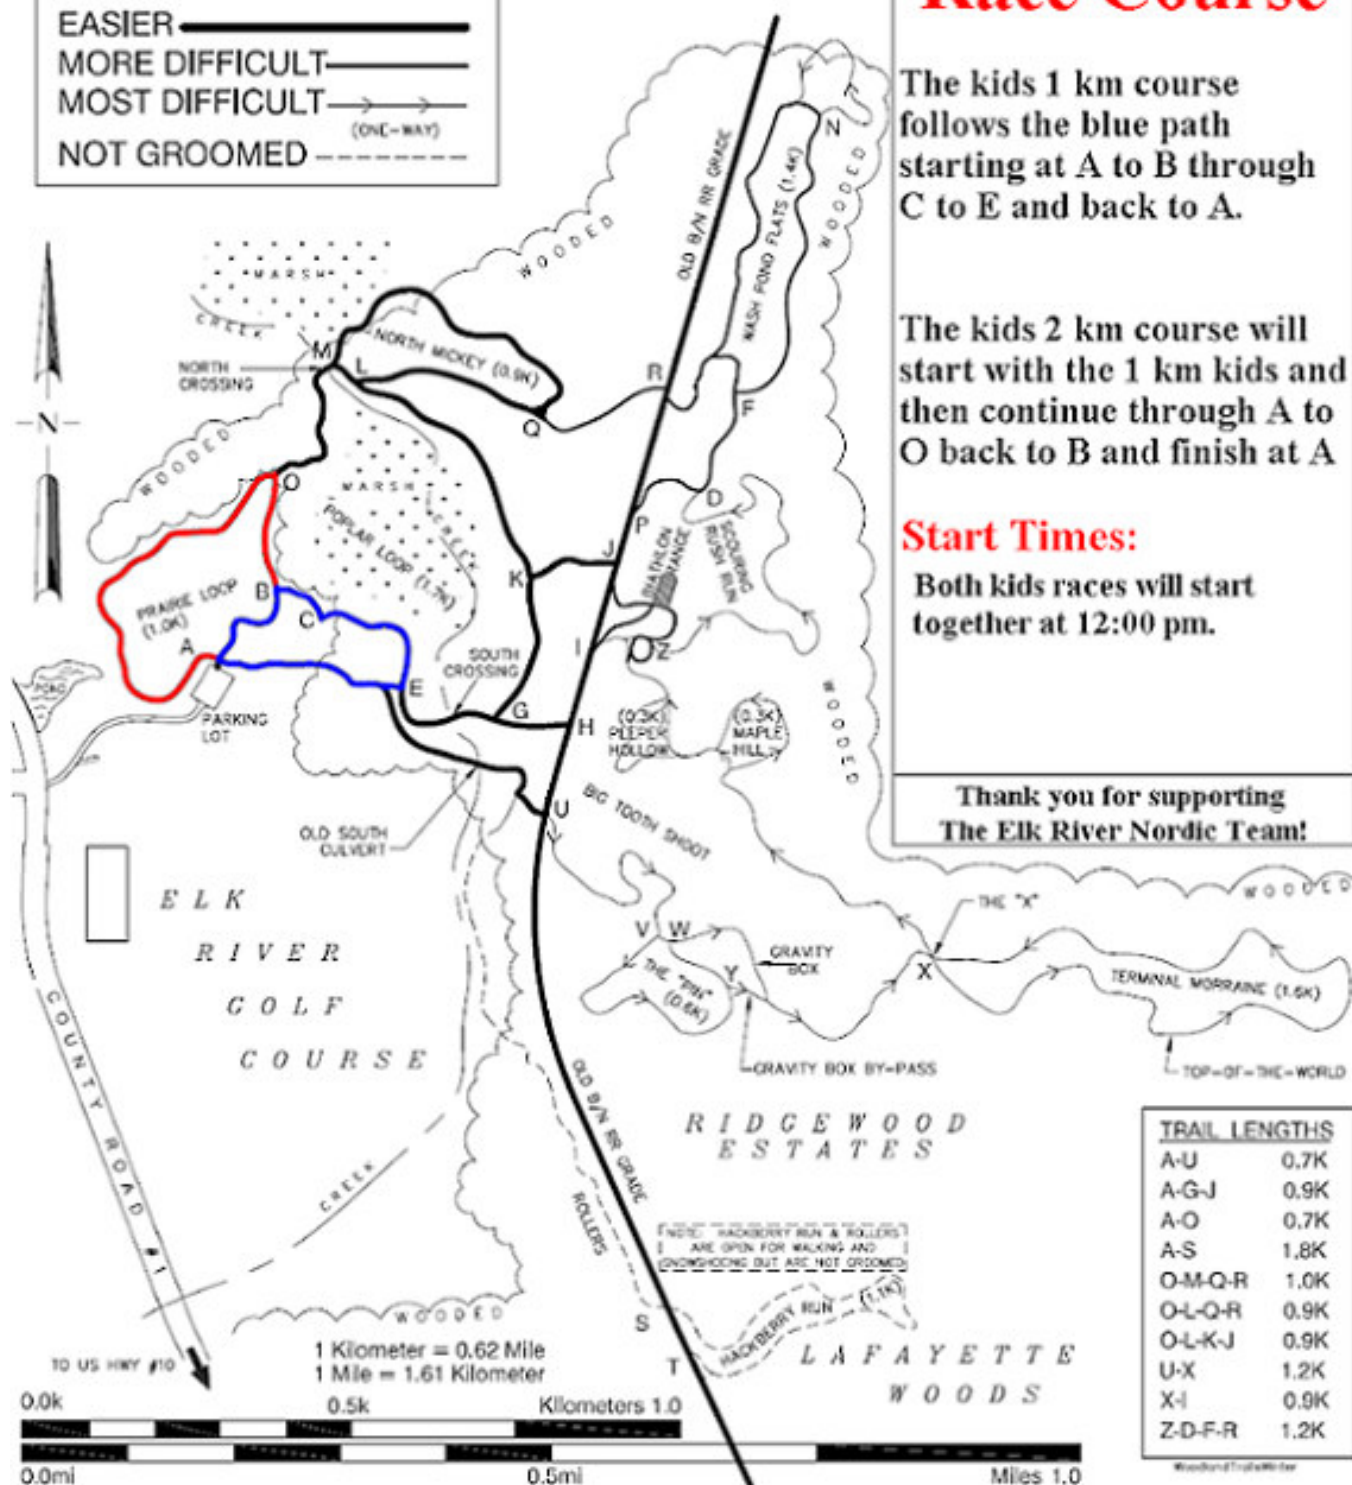 Race Course
EASIER
MORE DIFFICULT
MOST DIFFICULT
(ONE-WAY)
NOT GROOMED
The kids 1 km course
follows the blue path
starting at A to B through
C to E and back to A.
The kids 2 km course will
start with the 1 km kids and
then continue through A to
O back to B and finish at A
Start Times:
Both kids races will start
together at 12:00 pm.
Thank you for supporting
The Elk River Nordic Team!
N
MARSH
CREEK
WOODED
OLD B/N RR GRADE
NASH POND FLATS (1.4K)
N
WOODED
M
NORTH MICKEY (0.9K)
NORTH
CROSSING
L
R
F
Q
WOODED
O
MARSH
CREEK
POPLAR LOOP (1.7K)
D
P
SCOURING
RUSH RUN
BIATHLON
RANGE
J
K
PRAIRIE LOOP
(1.0K)
B
C
A
I
Z
SOUTH
CROSSING
E
POND
PARKING
LOT
G
H
(0.3K)
PEEPER
HOLLOW
(0.3K)
MAPLE
HILL
WOODED
U
BIG TOOTH SHOOT
OLD SOUTH
CULVERT
ELK
RIVER
GOLF
COURSE
THE "X"
WOODED
V W
GRAVITY
BOX
THE "PIN"
(0.6K)
Y
X
TERMINAL MORRAINE (1.6K)
GRAVITY BOX BY-PASS
TOP-OF-THE-WORLD
COUNTY ROAD #1
OLD B/N RR GRADE
RIDGEWOOD
ESTATES
CREEK
ROLLERS
NOTE: HACKBERRY RUN & ROLLERS
ARE OPEN FOR WALKING AND
SNOWSHOEING BUT ARE NOT GROOMED
WOODED
S
HACKBERRY RUN (1.1K)
T
LAFAYETTE
WOODS
TRAIL LENGTHS
A-U 0.7K
A-G-J 0.9K
A-O 0.7K
A-S 1.8K
O-M-Q-R 1.0K
O-L-Q-R 0.9K
O-L-K-J 0.9K
U-X 1.2K
X-I 0.9K
Z-D-F-R 1.2K
WoodlandTrailsWinter
1 Kilometer = 0.62 Mile
1 Mile = 1.61 Kilometer
TO US HWY #10
0.0k 0.5k Kilometers 1.0
0.0mi 0.5mi Miles 1.0